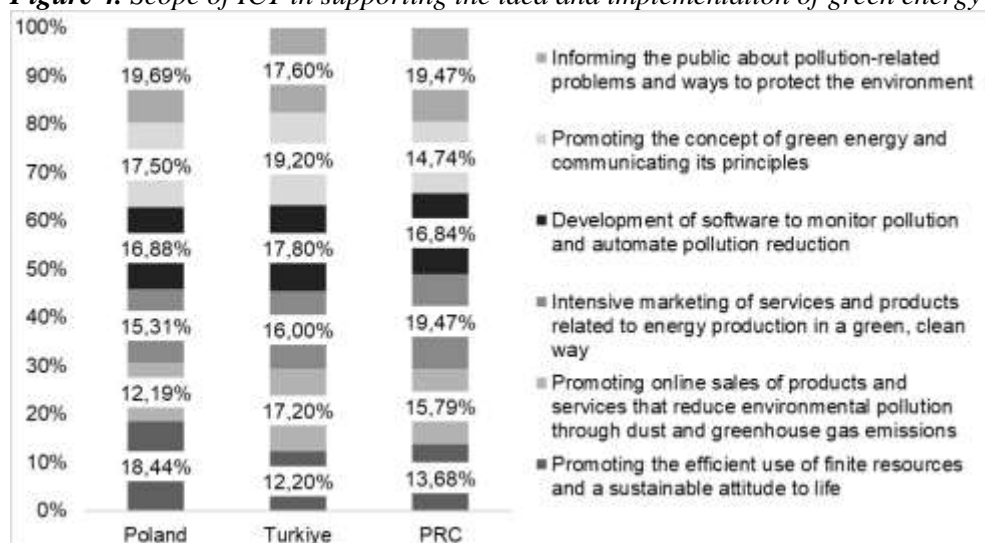 Figure 4. Scope of ICT in supporting the idea and implementation of green energy
100%
90%
80%
70%
60%
50%
40%
30%
20%
10%
0%
19,69% 17,60% 19,47%
17,50% 19,20% 14,74%
16,88% 17,80% 16,84%
15,31% 16,00% 19,47%
12,19% 17,20% 15,79%
18,44% 12,20% 13,68%
Poland Turkiye PRC
Informing the public about pollution-related
problems and ways to protect the environment
Promoting the concept of green energy and
communicating its principles
Development of software to monitor pollution
and automate pollution reduction
Intensive marketing of services and products
related to energy production in a green, clean
way
Promoting online sales of products and
services that reduce environmental pollution
through dust and greenhouse gas emissions
Promoting the efficient use of finite resources
and a sustainable attitude to life